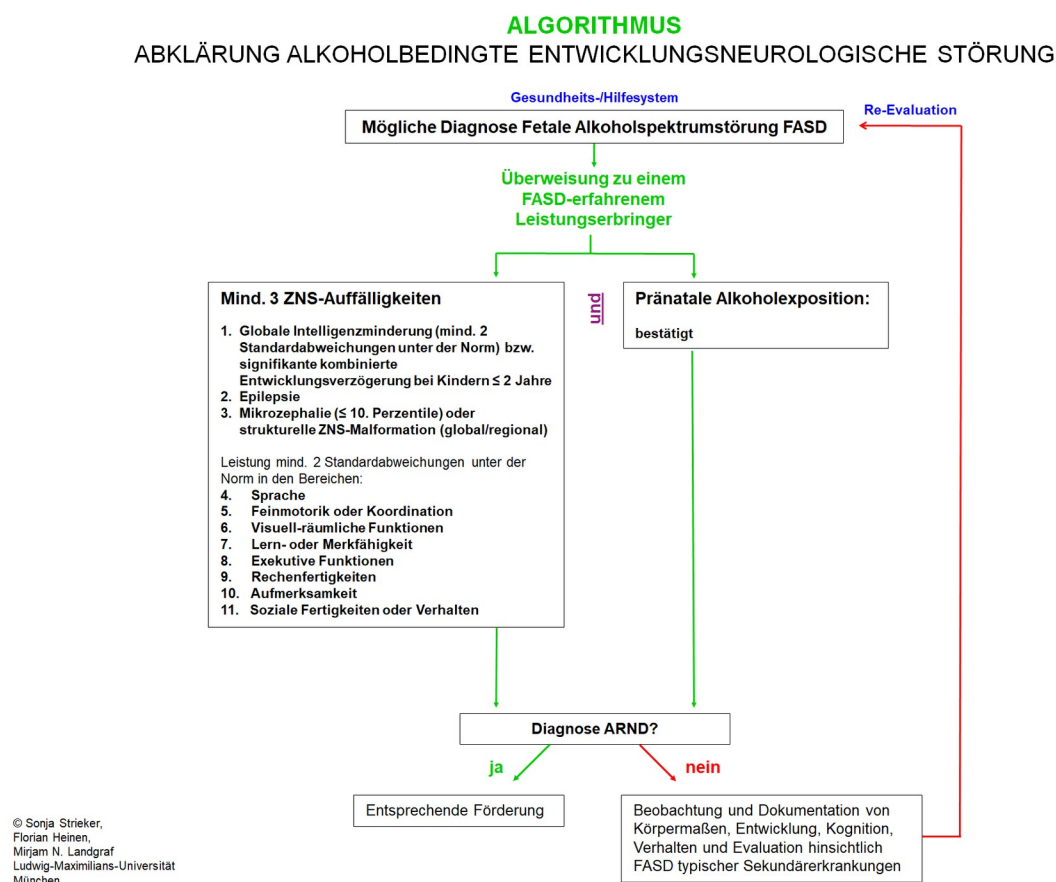 ALGORITHMUS
ABKLÄRUNG ALKOHOLBEDINGTE ENTWICKLUNGSNEUROLOGISCHE STÖRUNG
Gesundheits-/Hilfesystem
Re-Evaluation
Mögliche Diagnose Fetale Alkoholspektrumstörung FASD
Überweisung zu einem
FASD-erfahrenem
Leistungserbringer
Mind. 3 ZNS-Auffälligkeiten
1. Globale Intelligenzminderung (mind. 2
Standardabweichungen unter der Norm) bzw.
signifikante kombinierte
Entwicklungsverzögerung bei Kindern ≤ 2 Jahre
2. Epilepsie
3. Mikrozephalie (≤ 10. Perzentile) oder
strukturelle ZNS-Malformation (global/regional)
Leistung mind. 2 Standardabweichungen unter der
Norm in den Bereichen:
4. Sprache
5. Feinmotorik oder Koordination
6. Visuell-räumliche Funktionen
7. Lern- oder Merkfähigkeit
8. Exekutive Funktionen
9. Rechenfertigkeiten
10. Aufmerksamkeit
11. Soziale Fertigkeiten oder Verhalten
und
Pränatale Alkoholexposition:
bestätigt
Diagnose ARND?
ja
nein
Entsprechende Förderung
Beobachtung und Dokumentation von
Körpermaßen, Entwicklung, Kognition,
Verhalten und Evaluation hinsichtlich
FASD typischer Sekundärerkrankungen
© Sonja Strieker,
Florian Heinen,
Mirjam N. Landgraf
Ludwig-Maximilians-Universität
München